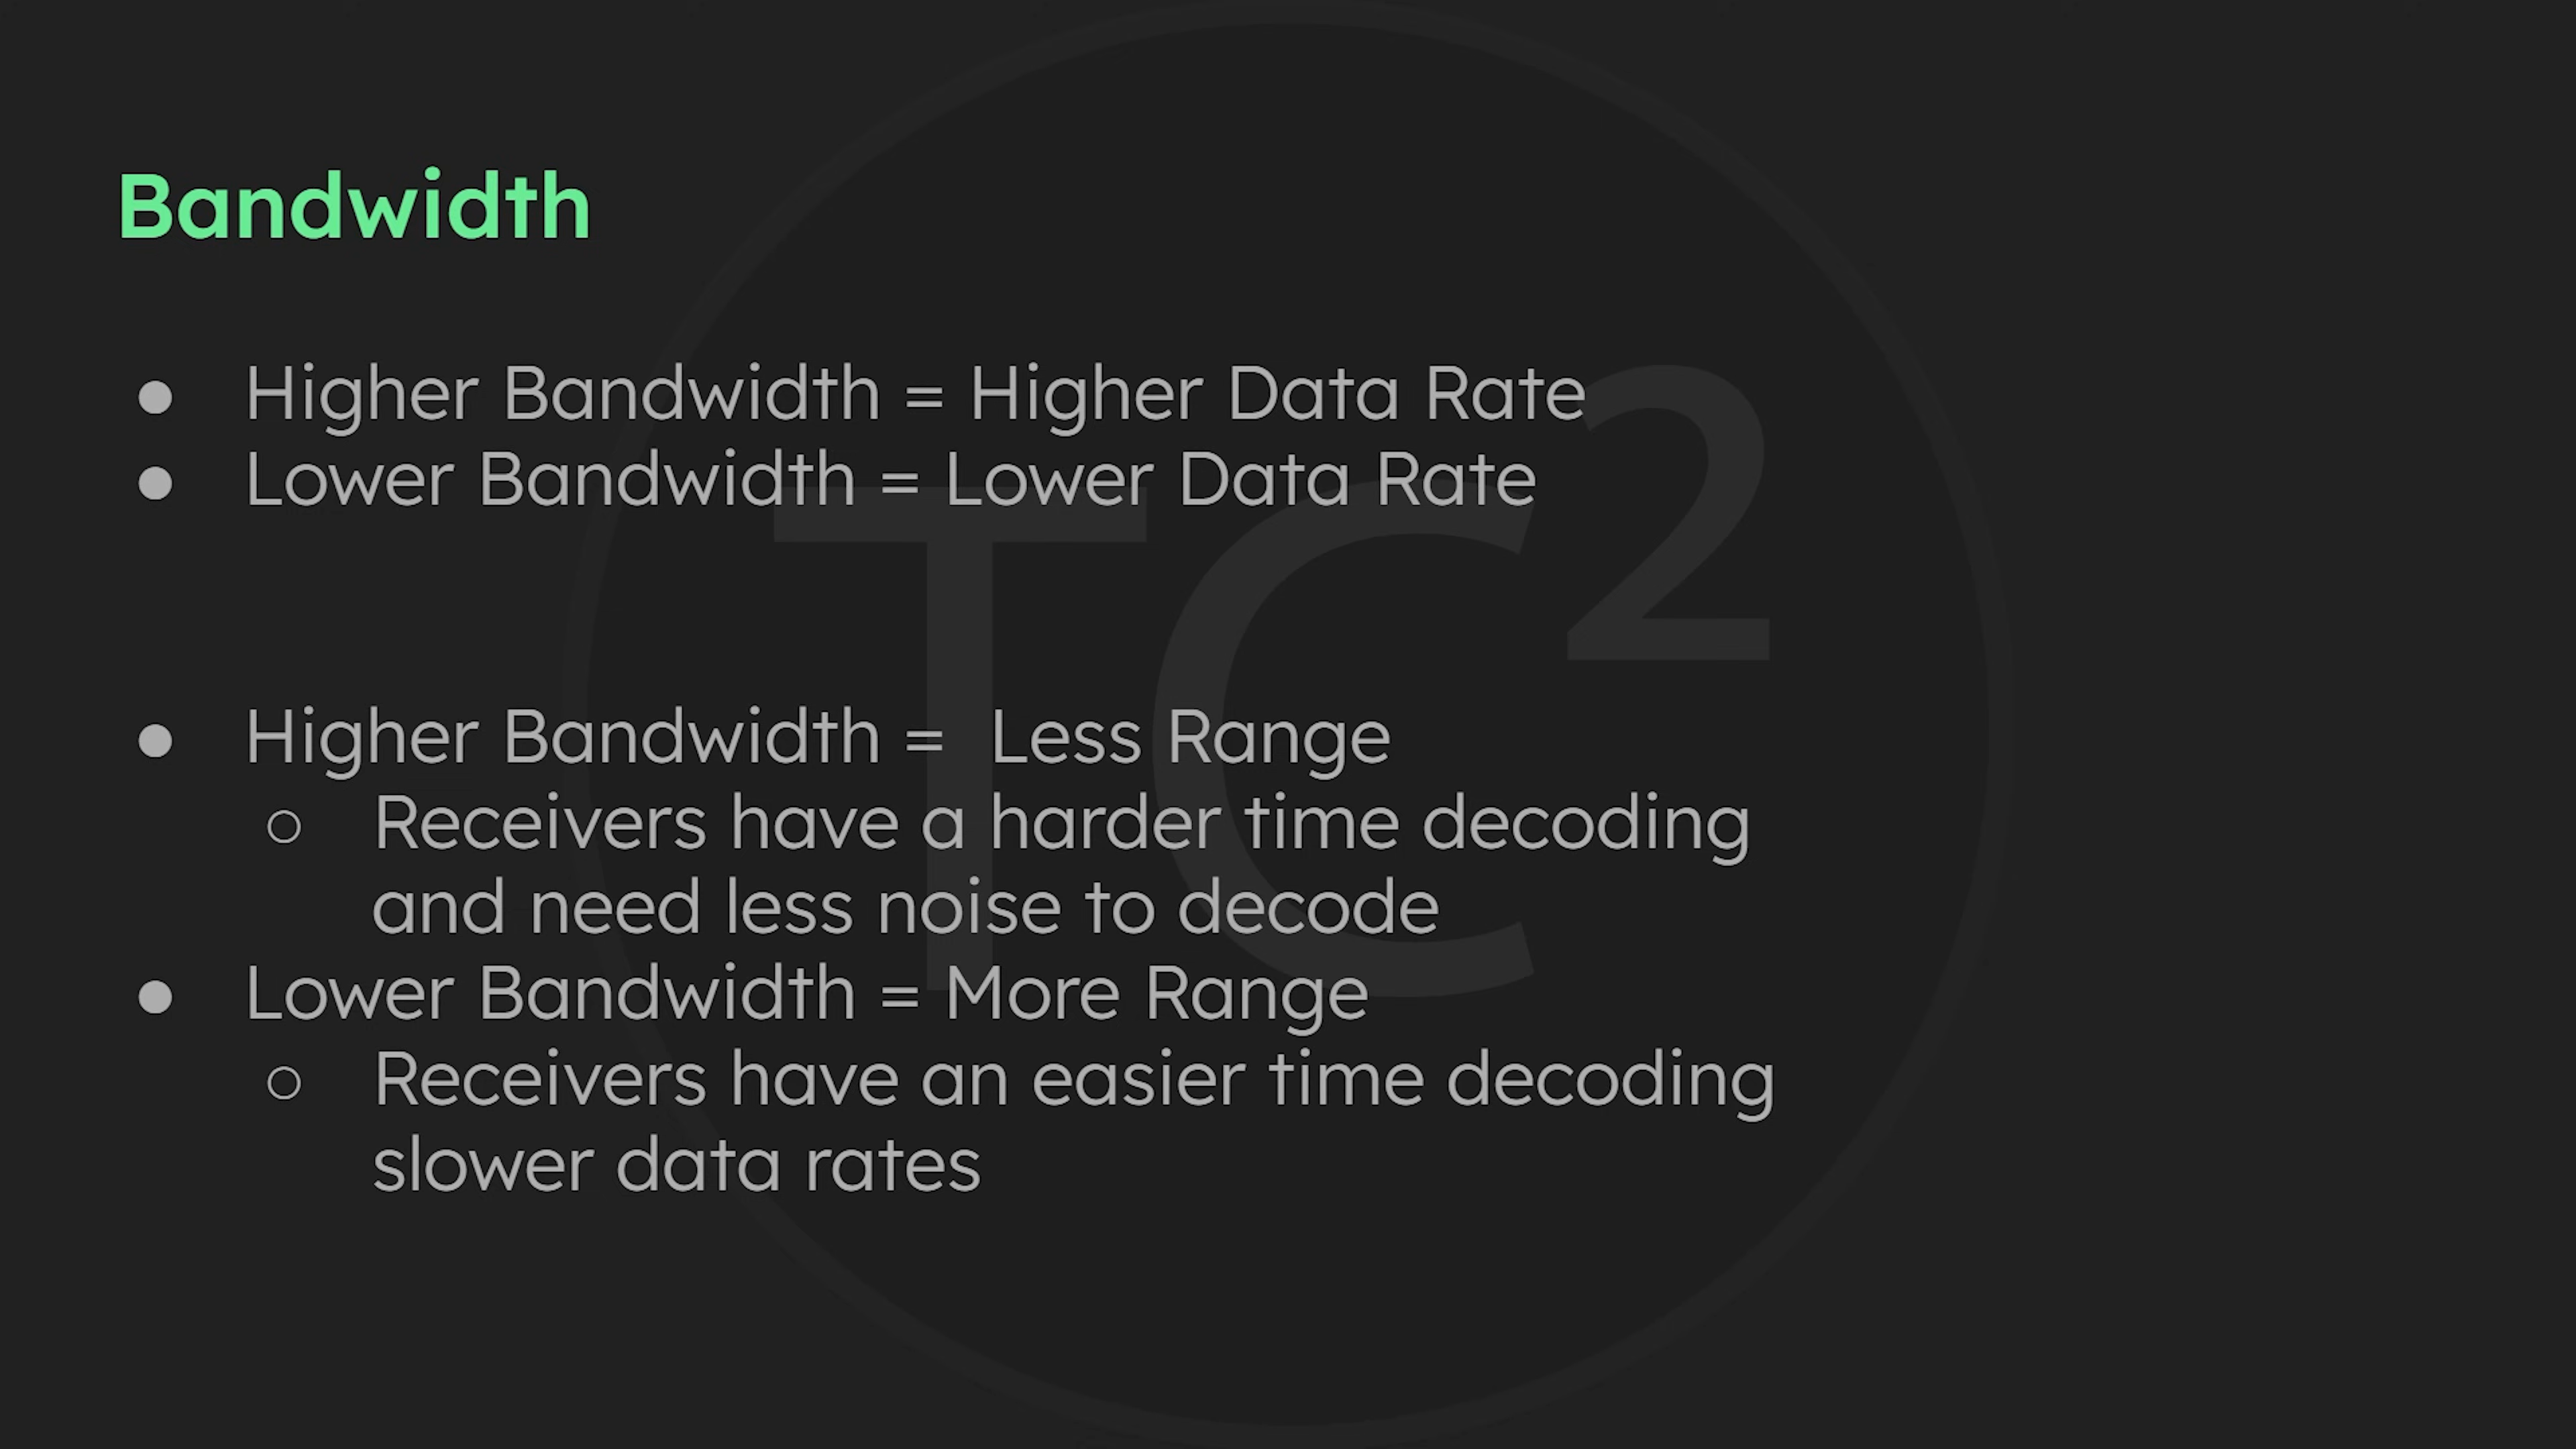 Bandwidth
● Higher Bandwidth = Higher Data Rate
● Lower Bandwidth = Lower Data Rate
● Higher Bandwidth =  Less Range
○ Receivers have a harder time decoding
and need less noise to decode
● Lower Bandwidth = More Range
○ Receivers have an easier time decoding
slower data rates
TC²